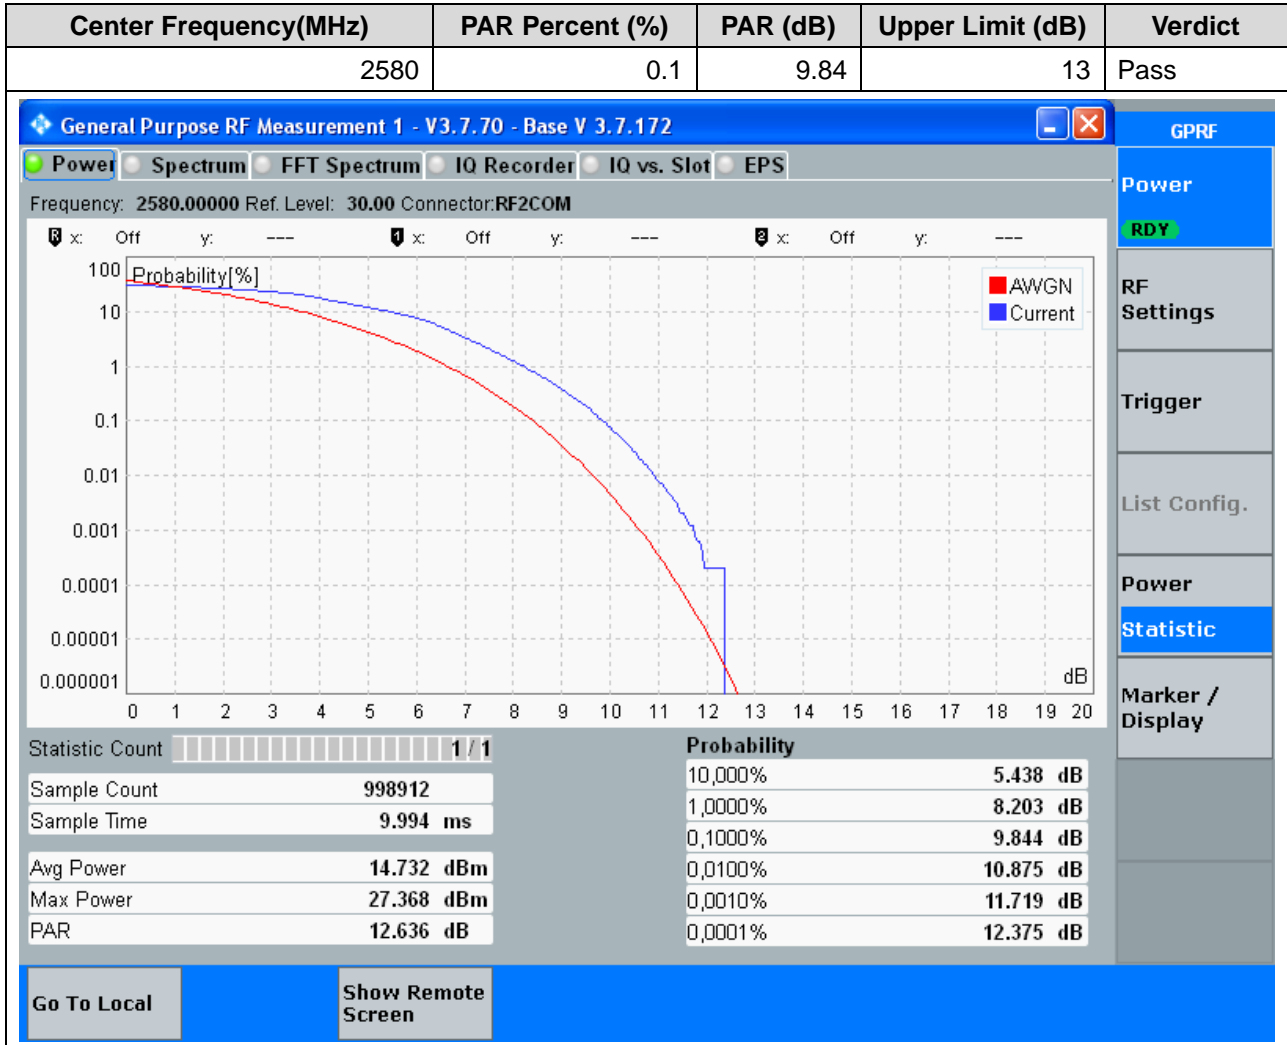 Center Frequency(MHz) PAR Percent (%) PAR (dB) Upper Limit (dB) Verdict
2580 0.1 9.84 13 Pass
General Purpose RF Measurement 1 - V3.7.70 - Base V 3.7.172
GPRF
Power Spectrum FFT Spectrum IQ Recorder IQ vs. Slot EPS
Frequency: 2580.00000 Ref. Level: 30.00 Connector:RF2COM
R x: Off y: --- 1 x: Off y: --- 2 x: Off y: ---
Probability[%]
AWGN
Current
100
10
1
0.1
0.01
0.001
0.0001
0.00001
0.000001
dB
0 1 2 3 4 5 6 7 8 9 10 11 12 13 14 15 16 17 18 19 20
Statistic Count 1 / 1
Sample Count 998912
Sample Time 9.994 ms
Avg Power 14.732 dBm
Max Power 27.368 dBm
PAR 12.636 dB
Probability
10,000% 5.438 dB
1,0000% 8.203 dB
0,1000% 9.844 dB
0,0100% 10.875 dB
0,0010% 11.719 dB
0,0001% 12.375 dB
Power
RDY
RF
Settings
Trigger
List Config.
Power
Statistic
Marker /
Display
Go To Local
Show Remote
Screen